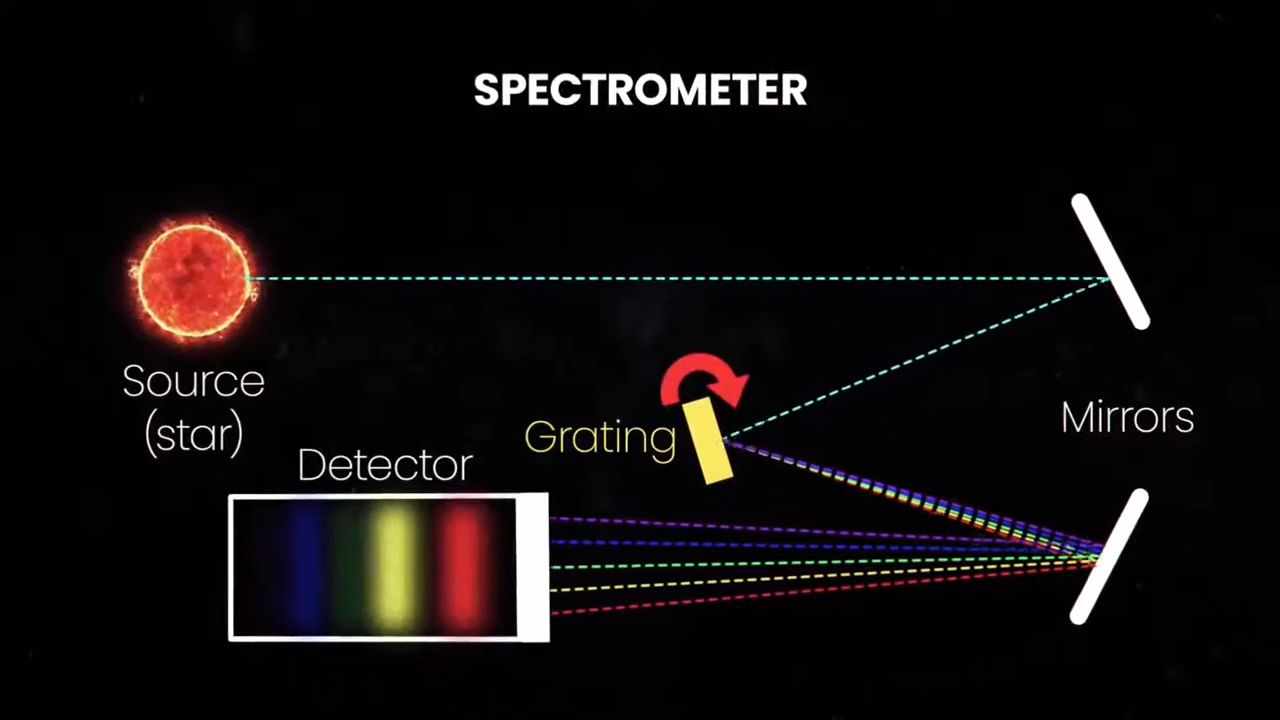 SPECTROMETER
Source
(star)
Mirrors
Grating
Detector